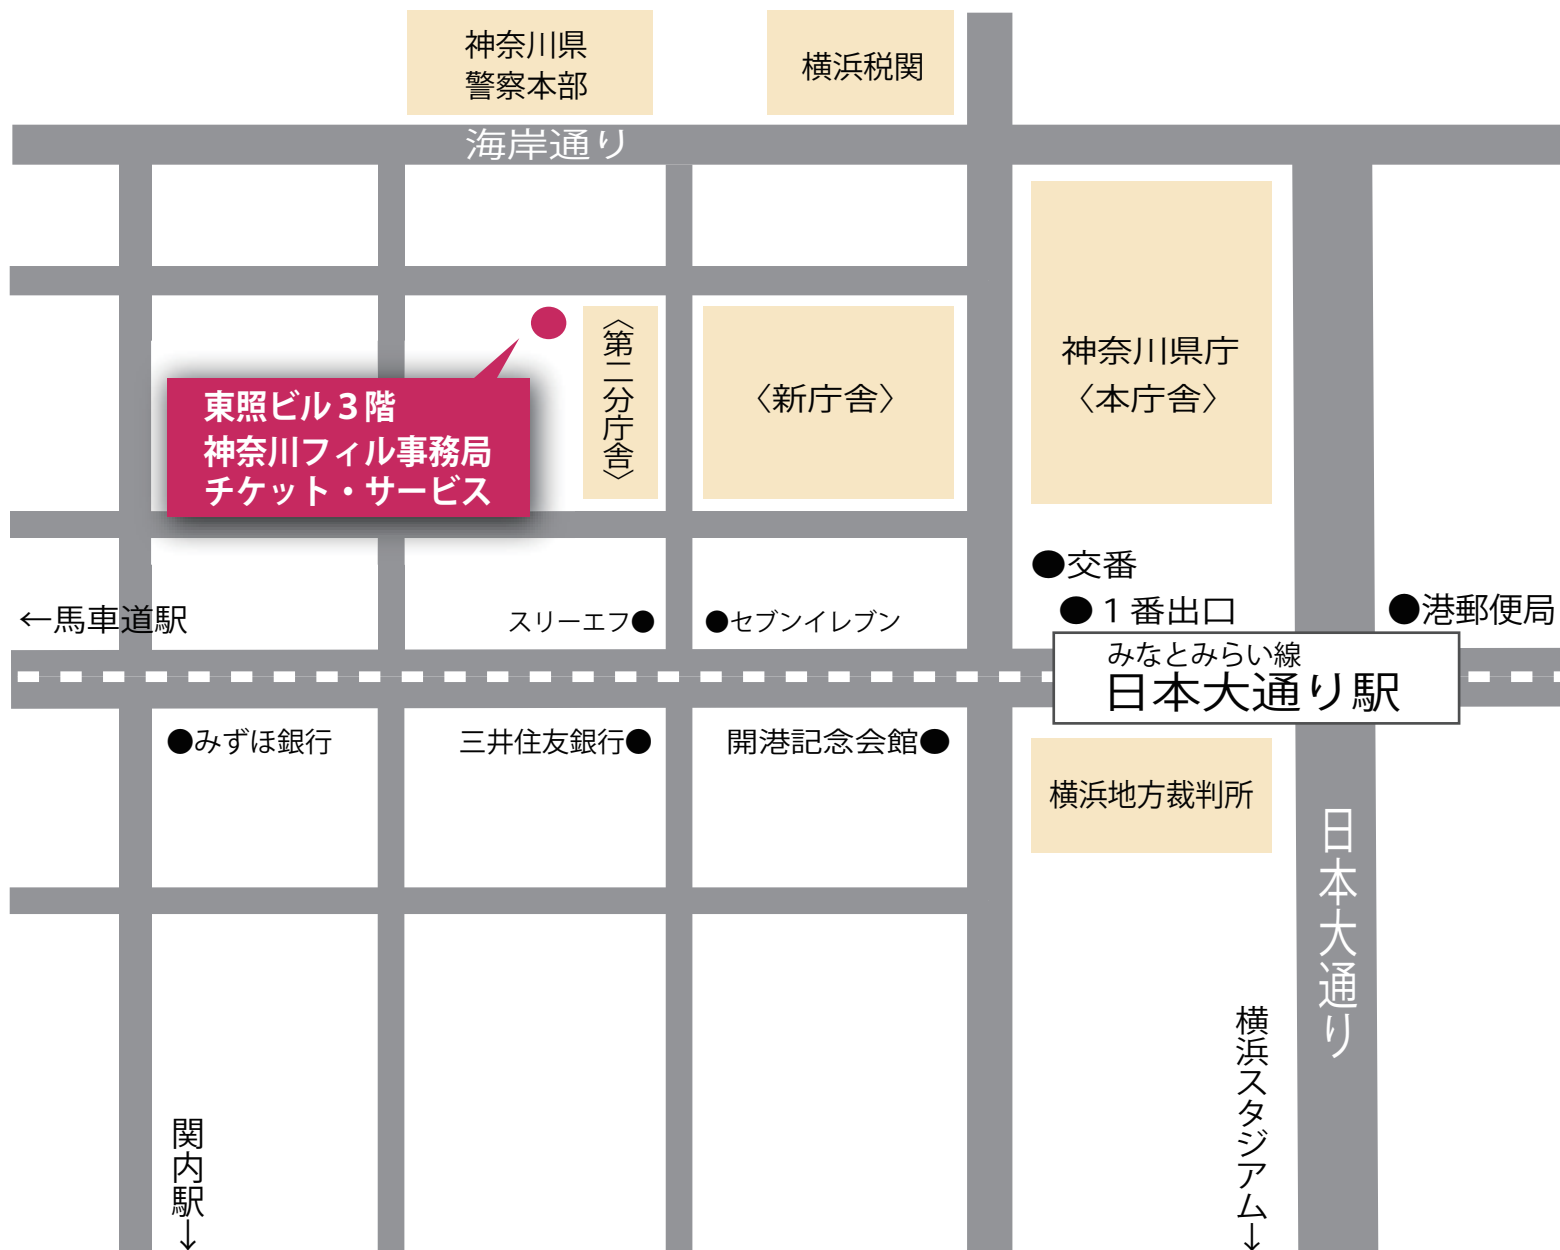 神奈川県
警察本部
横浜税関
海岸通り
神奈川県庁
〈本庁舎〉
〈新庁舎〉
〈第二分庁舎〉
東照ビル３階
神奈川フィル事務局
チケット・サービス
●交番
●１番出口
●港郵便局
←馬車道駅
スリーエフ●
●セブンイレブン
みなとみらい線
日本大通り駅
●みずほ銀行
三井住友銀行●
開港記念会館●
横浜地方裁判所
日本大通り
横浜スタジアム→
関内駅→